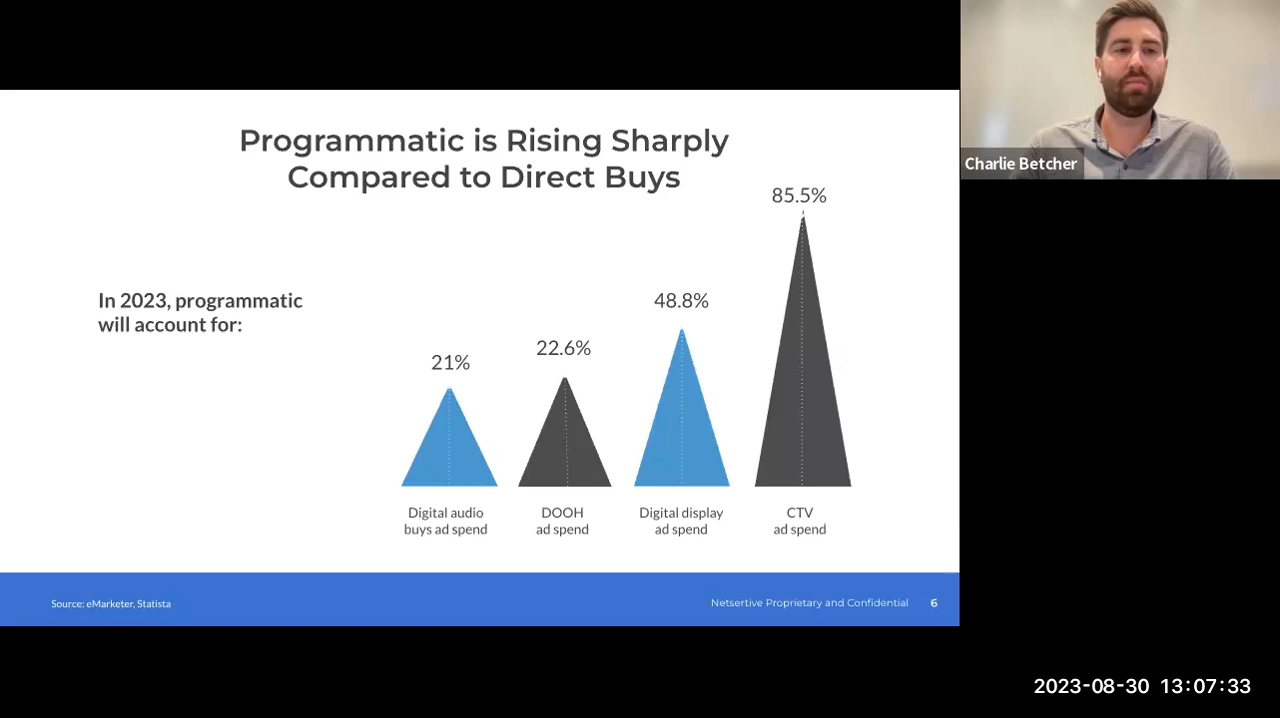 Programmatic is Rising Sharply
Compared to Direct Buys
In 2023, programmatic
will account for:
21%
22.6%
48.8%
85.5%
Digital audio
buys ad spend
DOOH
ad spend
Digital display
ad spend
CTV
ad spend
Source: eMarketer, Statista
Netsertive Proprietary and Confidential
6
Charlie Betcher
2023-08-30 13:07:33